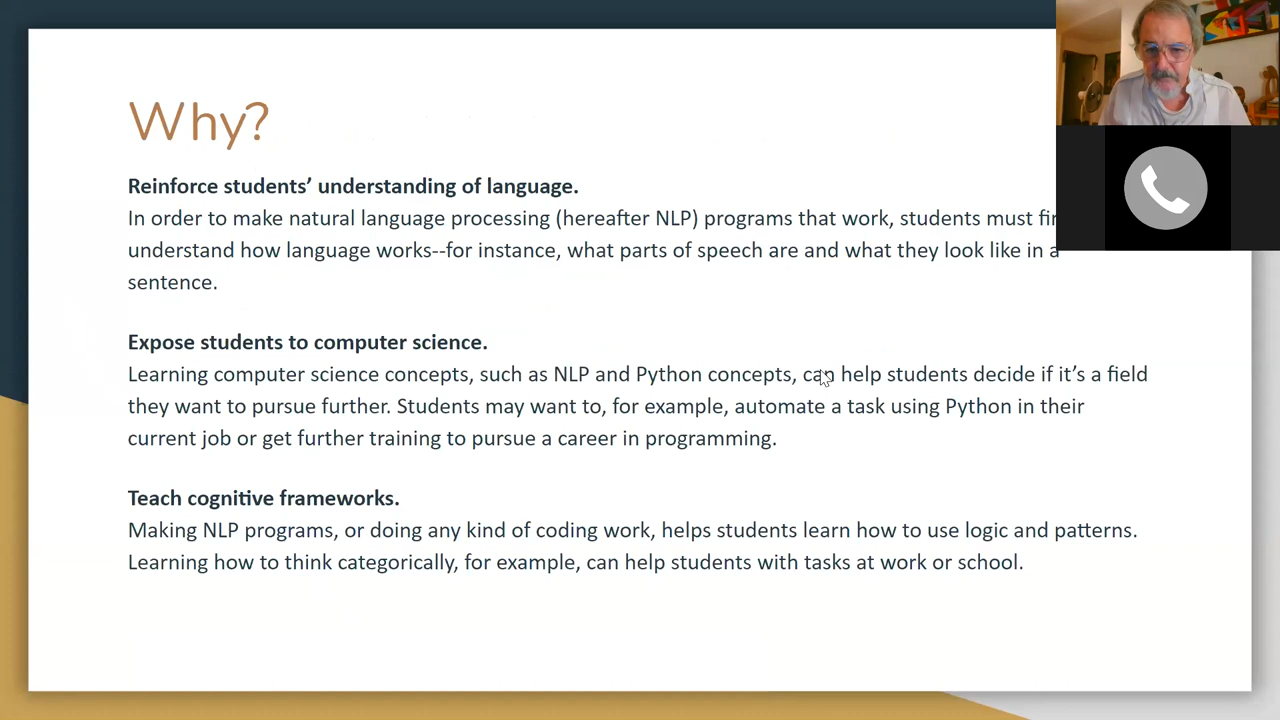 Why?
Reinforce students’ understanding of language.
In order to make natural language processing (hereafter NLP) programs that work, students must
understand how language works--for instance, what parts of speech are and what they look like in a
sentence.
Expose students to computer science.
Learning computer science concepts, such as NLP and Python concepts, can help students decide if it’s a field
they want to pursue further. Students may want to, for example, automate a task using Python in their
current job or get further training to pursue a career in programming.
Teach cognitive frameworks.
Making NLP programs, or doing any kind of coding work, helps students learn how to use logic and patterns.
Learning how to think categorically, for example, can help students with tasks at work or school.